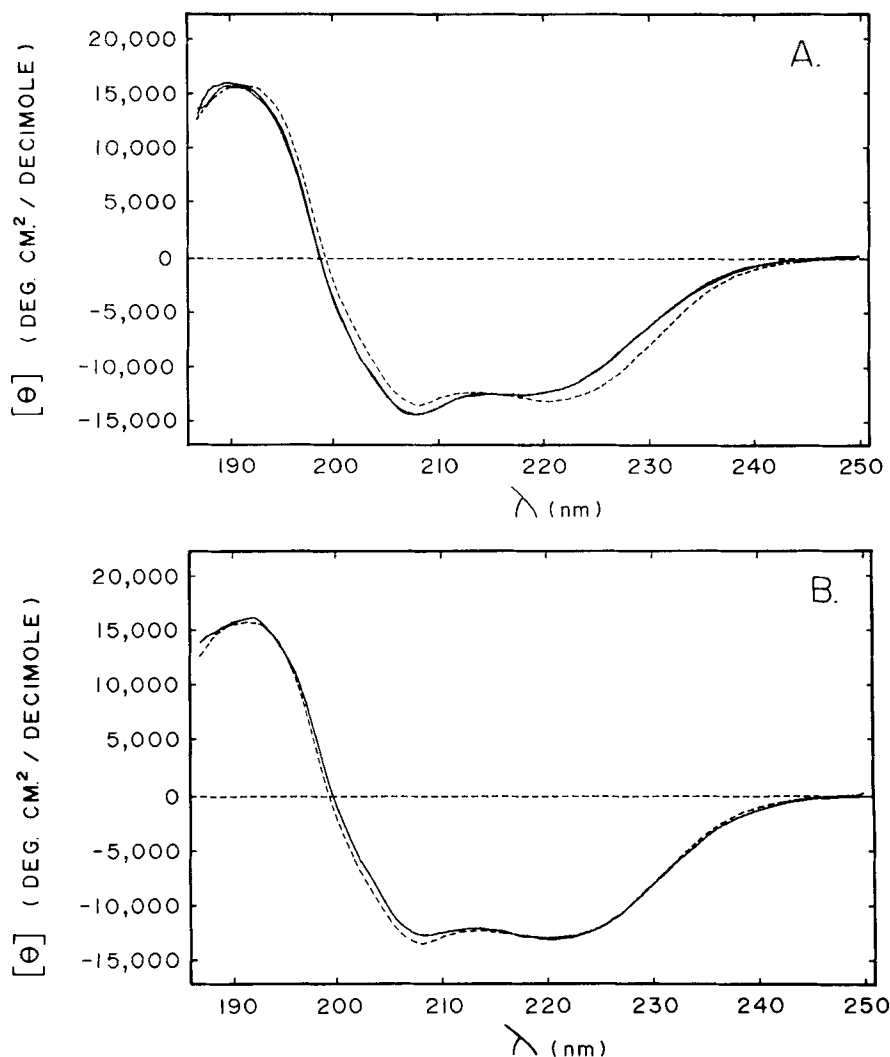 A.
[Θ] (DEG. CM.² / DECIMOLE)
20,000
15,000
10,000
5,000
0
-5,000
-10,000
-15,000
190 200 210 220 230 240 250
λ (nm)
B.
[Θ] (DEG. CM.² / DECIMOLE)
20,000
15,000
10,000
5,000
0
-5,000
-10,000
-15,000
190 200 210 220 230 240 250
λ (nm)